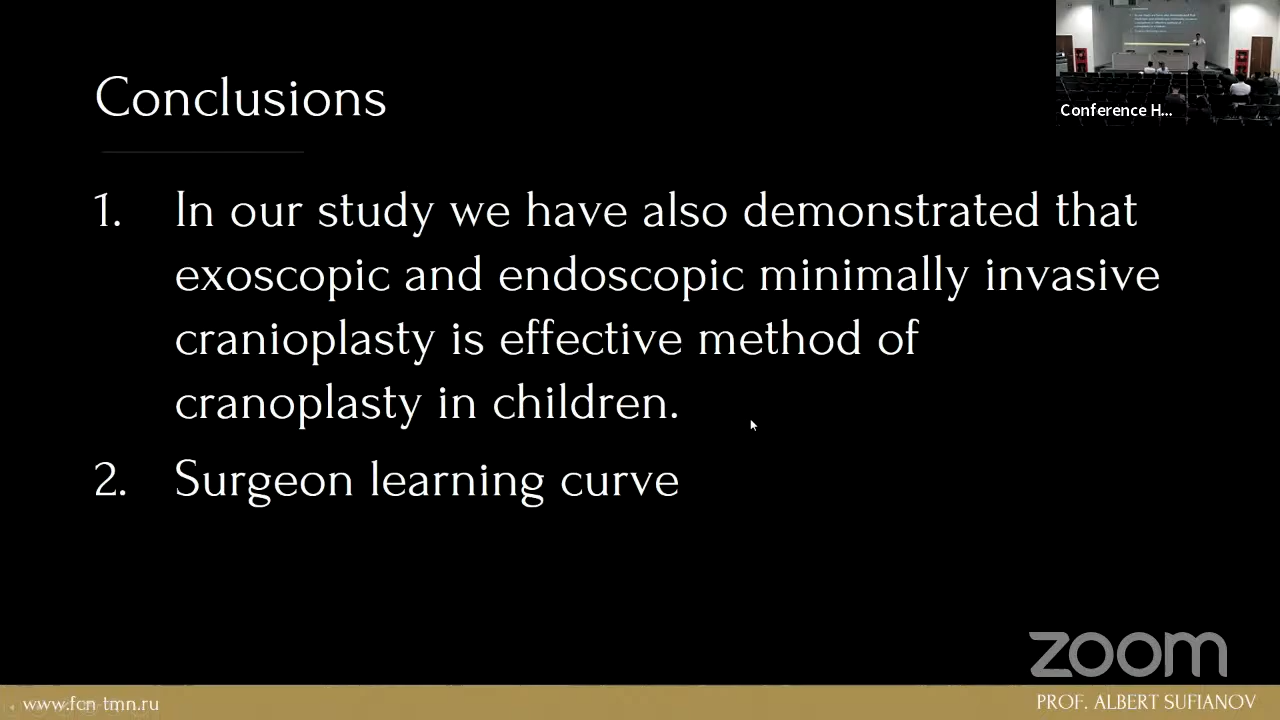 Conclusions
Conference H...
1. In our study we have also demonstrated that
exoscopic and endoscopic minimally invasive
cranioplasty is effective method of
cranoplasty in children.
2. Surgeon learning curve
zoom
www.fcn-tmn.ru
PROF. ALBERT SUFIANOV